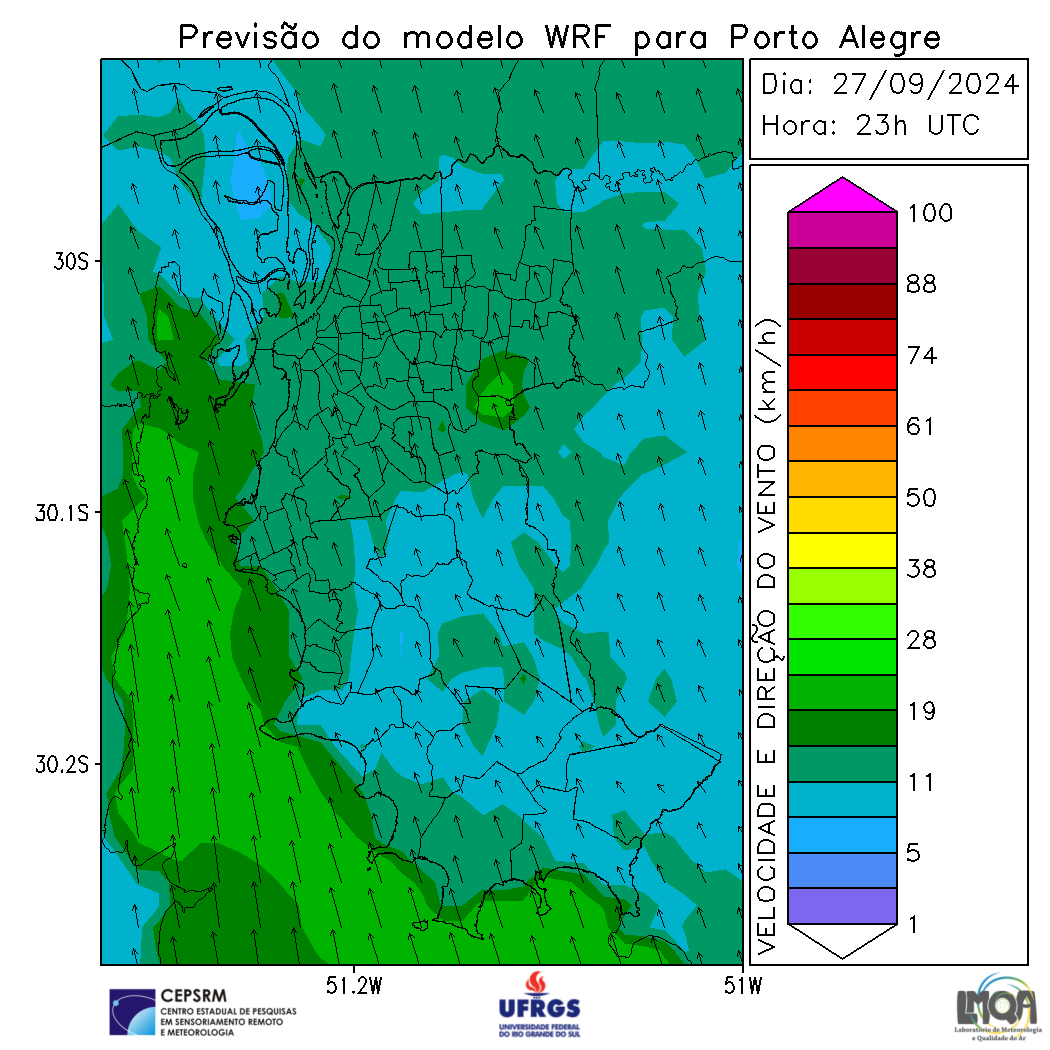 Previsão do modelo WRF para Porto Alegre
Dia: 27/09/2024
Hora: 23h UTC
30S
30.1S
30.2S
51.2W
51W
VELOCIDADE E DIREÇÃO DO VENTO (km/h)
100
88
74
61
50
38
28
19
11
5
1
CEPSRM
CENTRO ESTADUAL DE PESQUISAS
EM SENSORIAMENTO REMOTO
E METEOROLOGIA
UFRGS
UNIVERSIDADE FEDERAL
DO RIO GRANDE DO SUL
LMQA
Laboratório de Meteorologia
e Qualidade do Ar